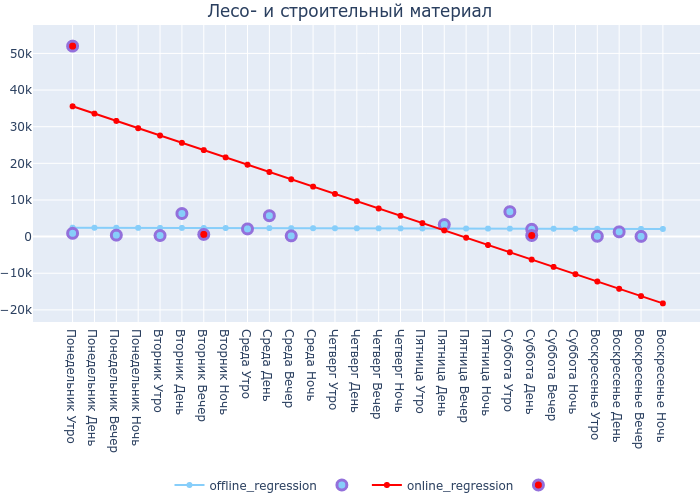 Лесо- и строительный материал
50k
40k
30k
20k
10k
0
−10k
−20k
Понедельник Утро
Понедельник День
Понедельник Вечер
Понедельник Ночь
Вторник Утро
Вторник День
Вторник Вечер
Вторник Ночь
Среда Утро
Среда День
Среда Вечер
Среда Ночь
Четверг Утро
Четверг День
Четверг Вечер
Четверг Ночь
Пятница Утро
Пятница День
Пятница Вечер
Пятница Ночь
Суббота Утро
Суббота День
Суббота Вечер
Суббота Ночь
Воскресенье Утро
Воскресенье День
Воскресенье Вечер
Воскресенье Ночь
offline_regression online_regression